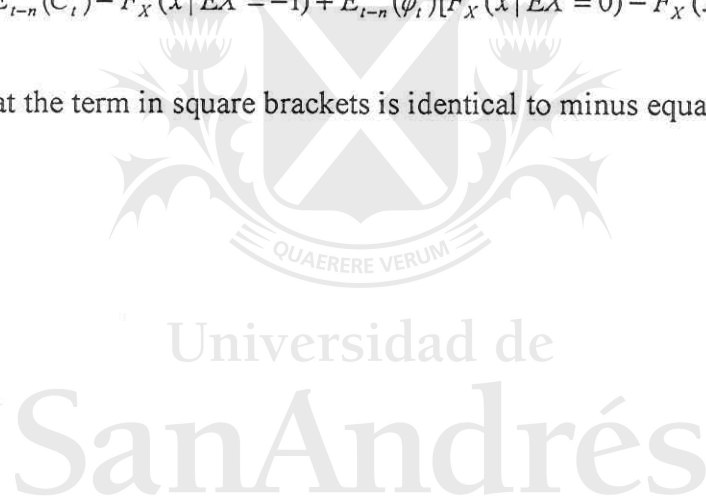 E_{t-n}(C_t) - F_X(x | EX = -1) + E_{t-n}(φ_t)[F_X(x | EX = 0) - F_X(
at the term in square brackets is identical to minus equa
QUAERERE VERUM
Universidad de
SanAndrés